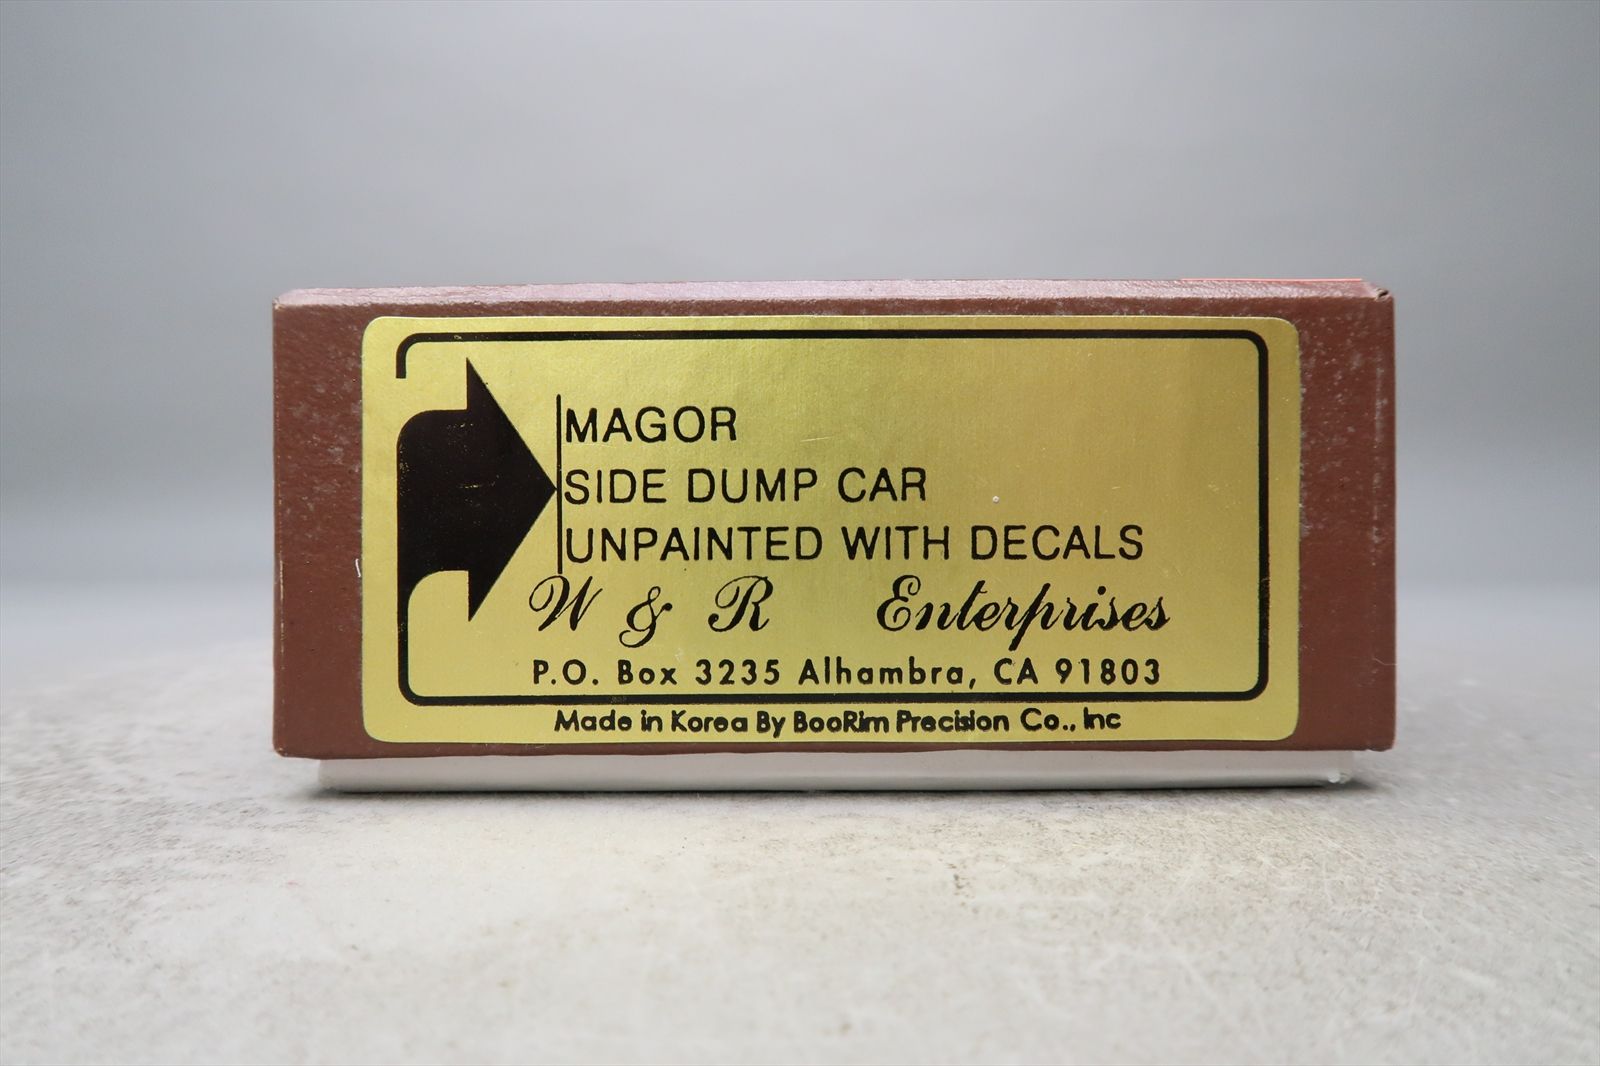 MAGOR
SIDE DUMP CAR
UNPAINTED WITH DECALS
W & R Enterprises
P.O. Box 3235 Alhambra, CA 91803
Made in Korea By BooRim Precision Co., Inc